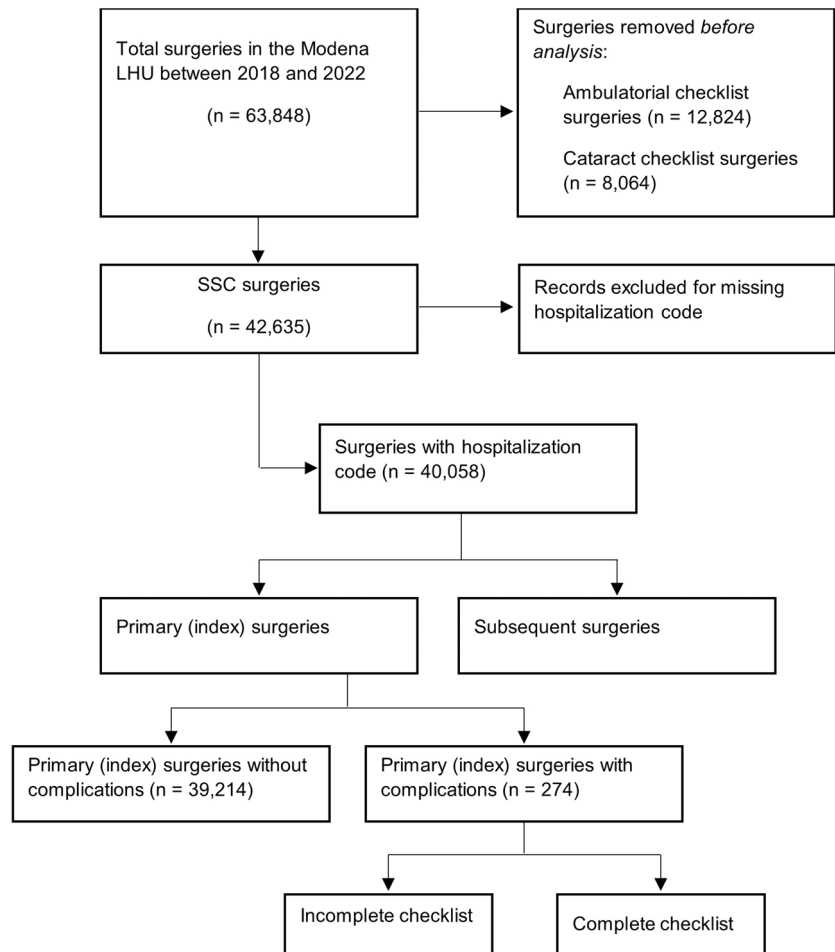 Total surgeries in the Modena
LHU between 2018 and 2022
(n = 63,848)
Surgeries removed before
analysis:
Ambulatorial checklist
surgeries (n = 12,824)
Cataract checklist surgeries
(n = 8,064)
SSC surgeries
(n = 42,635)
Records excluded for missing
hospitalization code
Surgeries with hospitalization
code (n = 40,058)
Primary (index) surgeries
Subsequent surgeries
Primary (index) surgeries without
complications (n = 39,214)
Primary (index) surgeries with
complications (n = 274)
Incomplete checklist
Complete checklist